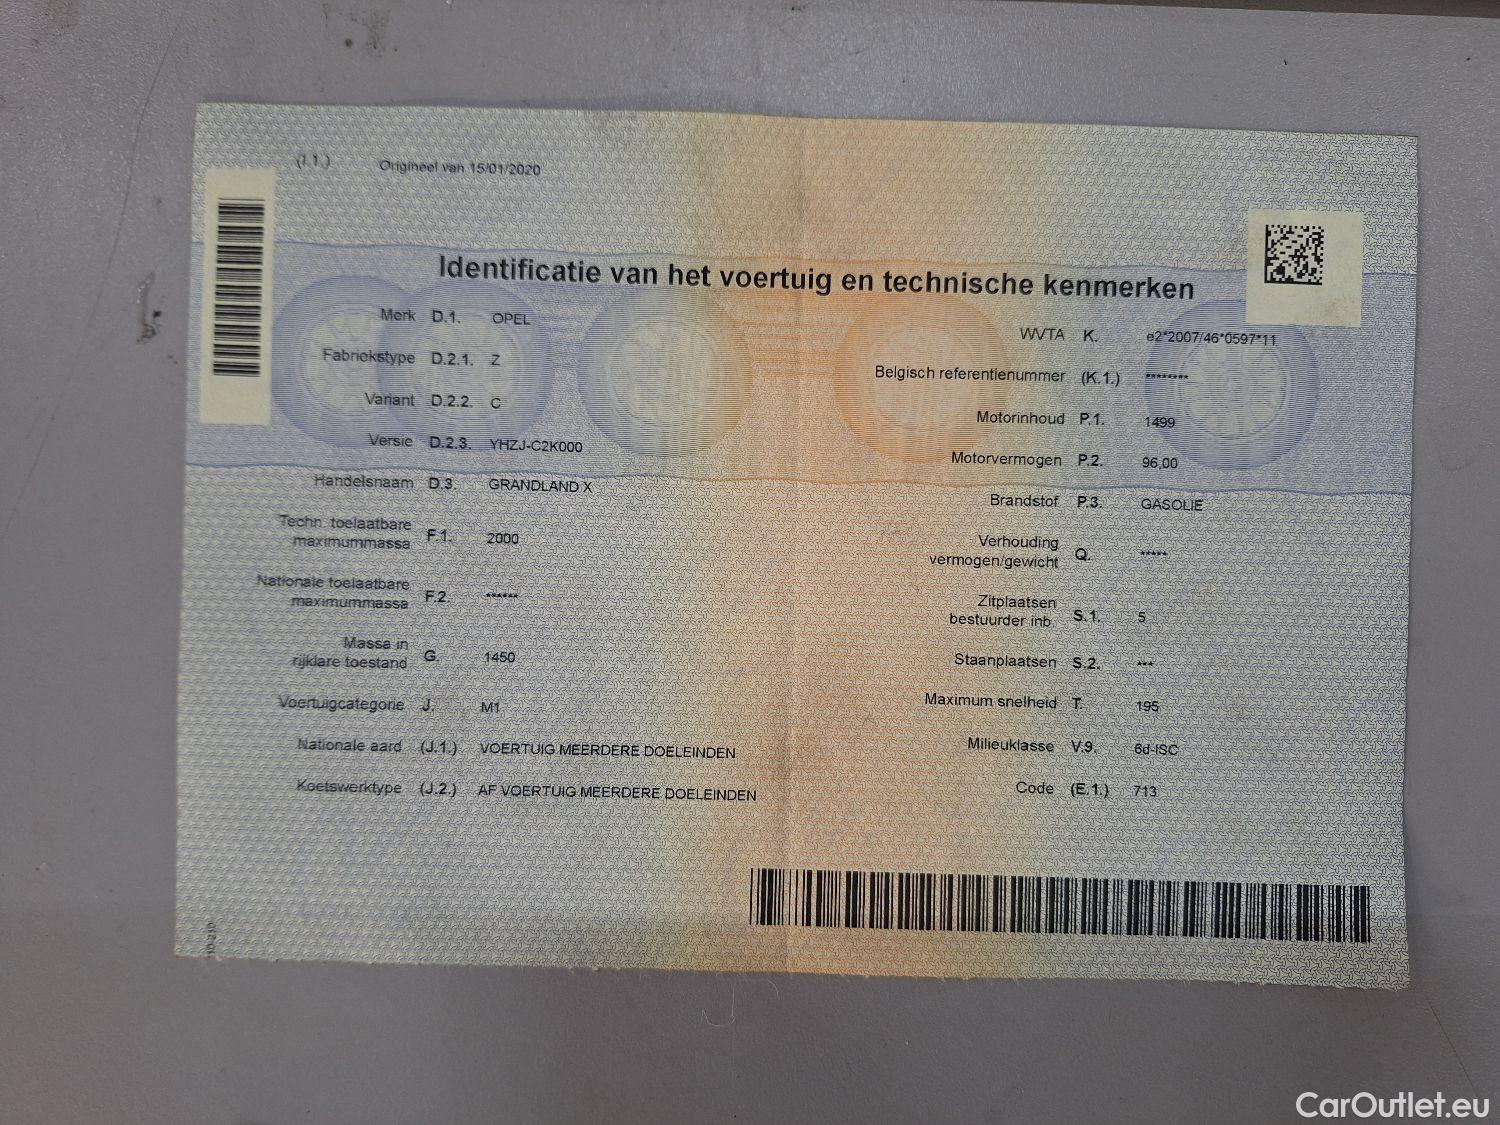 (I.1.) Origineel van 15/01/2020
Identificatie van het voertuig en technische kenmerken
Merk D.1. OPEL
Fabriekstype D.2.1. Z
Variant D.2.2. C
Versie D.2.3. YHZJ-C2K000
Handelsnaam D.3. GRANDLAND X
Techn. toelaatbare
maximummassa F.1. 2000
Nationale toelaatbare
maximummassa F.2. ******
Massa in
rijklare toestand G. 1450
Voertuigcategorie J. M1
Nationale aard (J.1.) VOERTUIG MEERDERE DOELEINDEN
Koetswerktype (J.2.) AF VOERTUIG MEERDERE DOELEINDEN
WVTA K. e2*2007/46*0597*11
Belgisch referentienummer (K.1.) ********
Motorinhoud P.1. 1499
Motorvermogen P.2. 96,00
Brandstof P.3. GASOLIE
Verhouding
vermogen/gewicht Q. *****
Zitplaatsen
bestuurder inb. S.1. 5
Staanplaatsen S.2. ***
Maximum snelheid T. 195
Milieuklasse V.9. 6d-ISC
Code (E.1.) 713
CarOutlet.eu